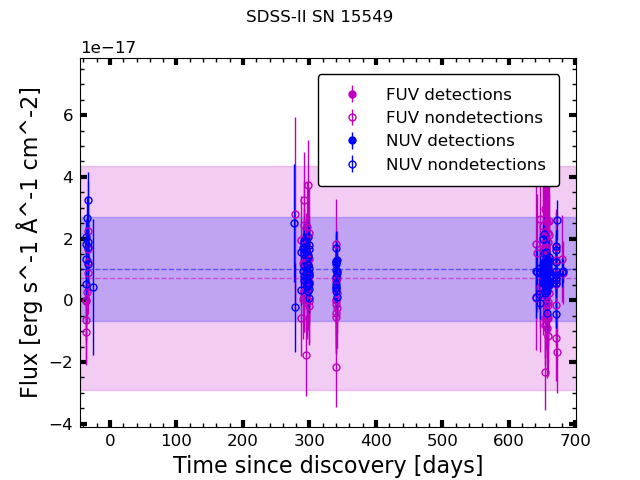 SDSS-II SN 15549
1e−17
FUV detections
FUV nondetections
NUV detections
NUV nondetections
6
4
2
0
−2
−4
0 100 200 300 400 500 600 700
Flux [erg s^-1 Å^-1 cm^-2]
Time since discovery [days]